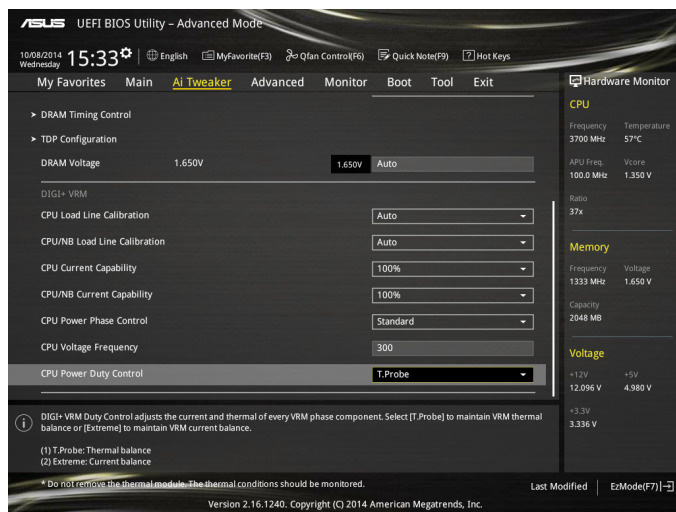 ASUS UEFI BIOS Utility – Advanced Mode
10/08/2014 Wednesday 15:33 English MyFavorite(F3) Qfan Control(F6) Quick Note(F9) ? Hot Keys
My Favorites Main Ai Tweaker Advanced Monitor Boot Tool Exit
> DRAM Timing Control
> TDP Configuration
DRAM Voltage 1.650V 1.650V Auto
DIGI+ VRM
CPU Load Line Calibration Auto
CPU/NB Load Line Calibration Auto
CPU Current Capability 100%
CPU/NB Current Capability 100%
CPU Power Phase Control Standard
CPU Voltage Frequency 300
CPU Power Duty Control T.Probe
Hardware Monitor
CPU
Frequency Temperature
3700 MHz 57°C
APU Freq. Vcore
100.0 MHz 1.350 V
Ratio
37x
Memory
Frequency Voltage
1333 MHz 1.650 V
Capacity
2048 MB
Voltage
+12V +5V
12.096 V 4.980 V
+3.3V
3.336 V
i DIGI+ VRM Duty Control adjusts the current and thermal of every VRM phase component. Select [T.Probe] to maintain VRM thermal
balance or [Extreme] to maintain VRM current balance.
(1) T.Probe: Thermal balance
(2) Extreme: Current balance
* Do not remove the thermal module. The thermal conditions should be monitored.
Last Modified EzMode(F7)
Version 2.16.1240. Copyright (C) 2014 American Megatrends, Inc.